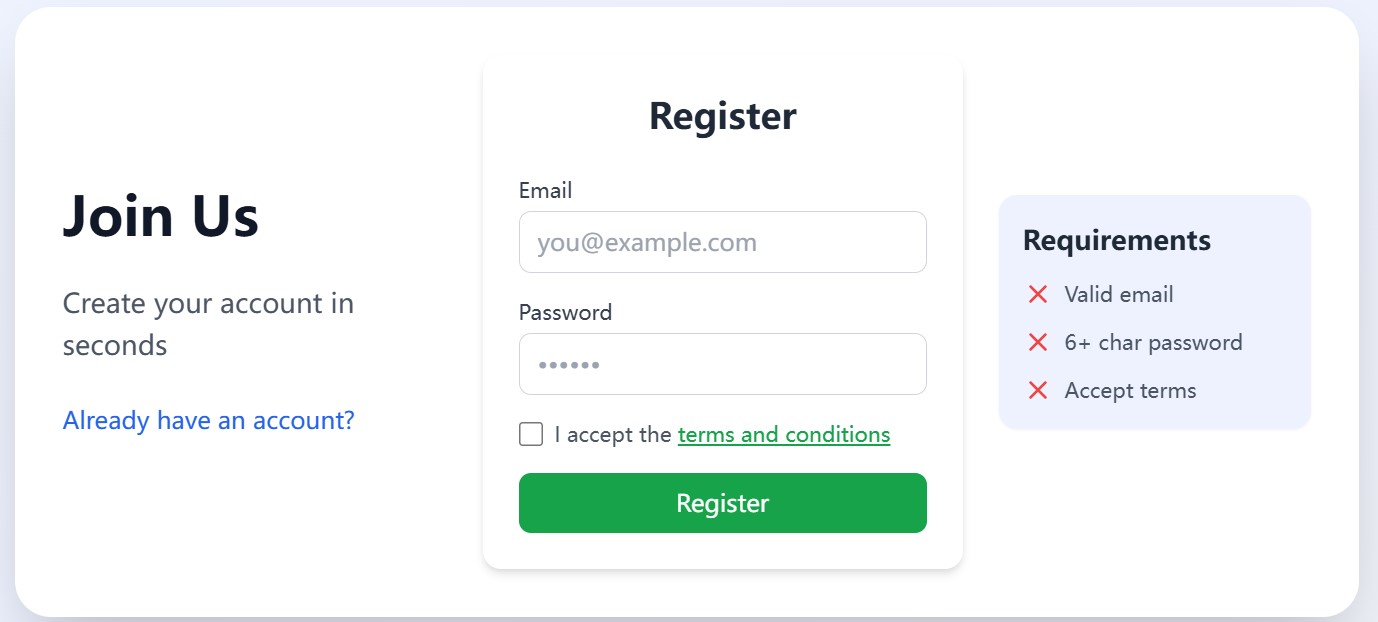 Join Us
Create your account in
seconds
Already have an account?
Register
Email
you@example.com
Password
••••••
I accept the terms and conditions
Register
Requirements
Valid email
6+ char password
Accept terms